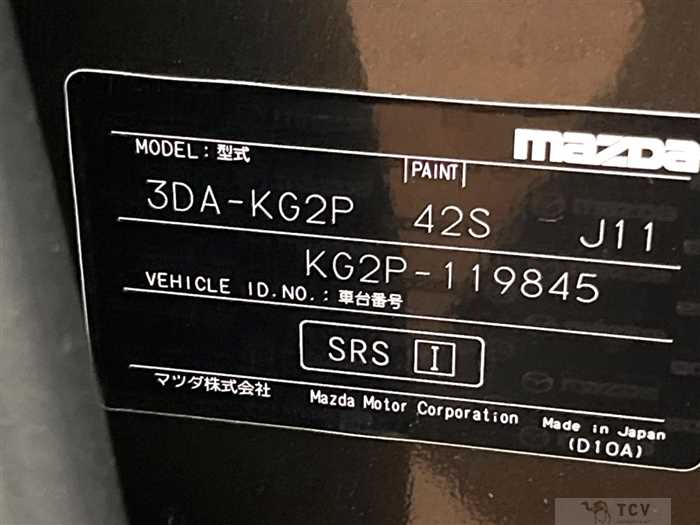 mazda
MODEL:型式
PAINT
3DA-KG2P 42S J11
KG2P-119845
VEHICLE ID.NO.:車台番号
SRS I
マツダ株式会社 Mazda Motor Corporation Made in Japan
(D10A)
TCV